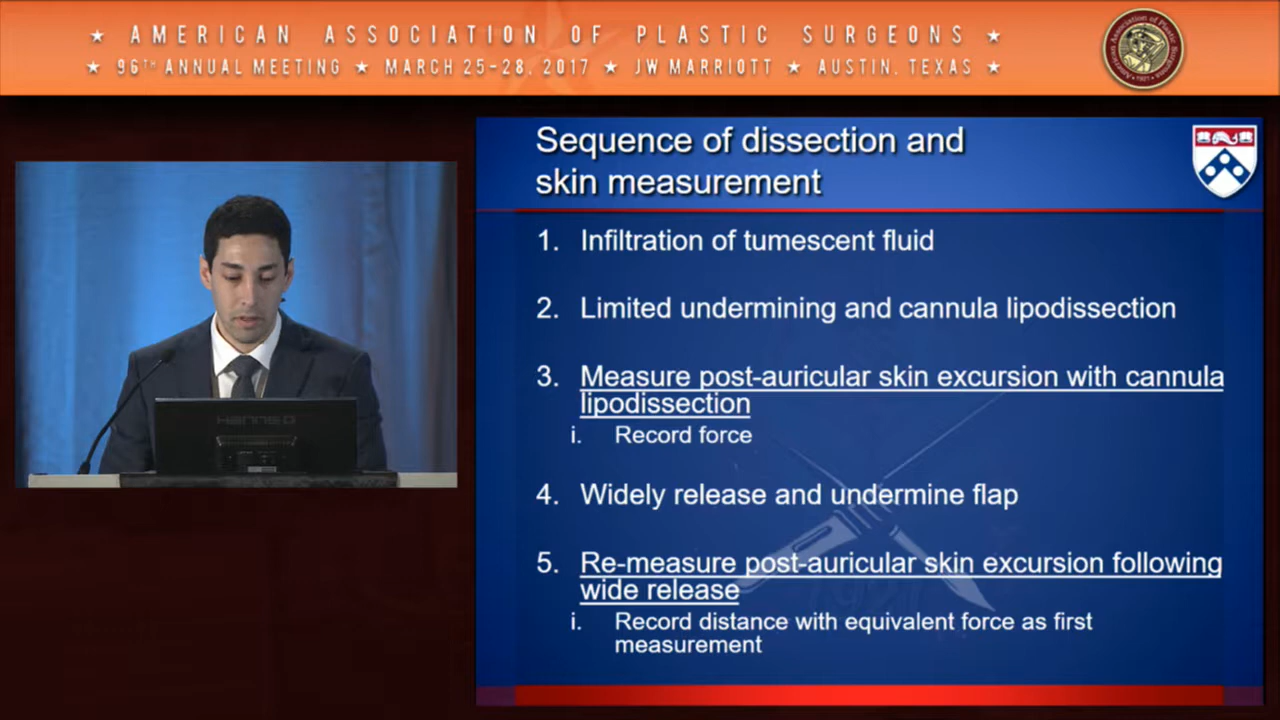 ★ AMERICAN ASSOCIATION OF PLASTIC SURGEONS ★
★ 96TH ANNUAL MEETING ★ MARCH 25-28, 2017 ★ JW MARRIOTT ★ AUSTIN, TEXAS ★
Sequence of dissection and
skin measurement
1. Infiltration of tumescent fluid
2. Limited undermining and cannula lipodissection
3. Measure post-auricular skin excursion with cannula
lipodissection
i. Record force
4. Widely release and undermine flap
5. Re-measure post-auricular skin excursion following
wide release
i. Record distance with equivalent force as first
measurement